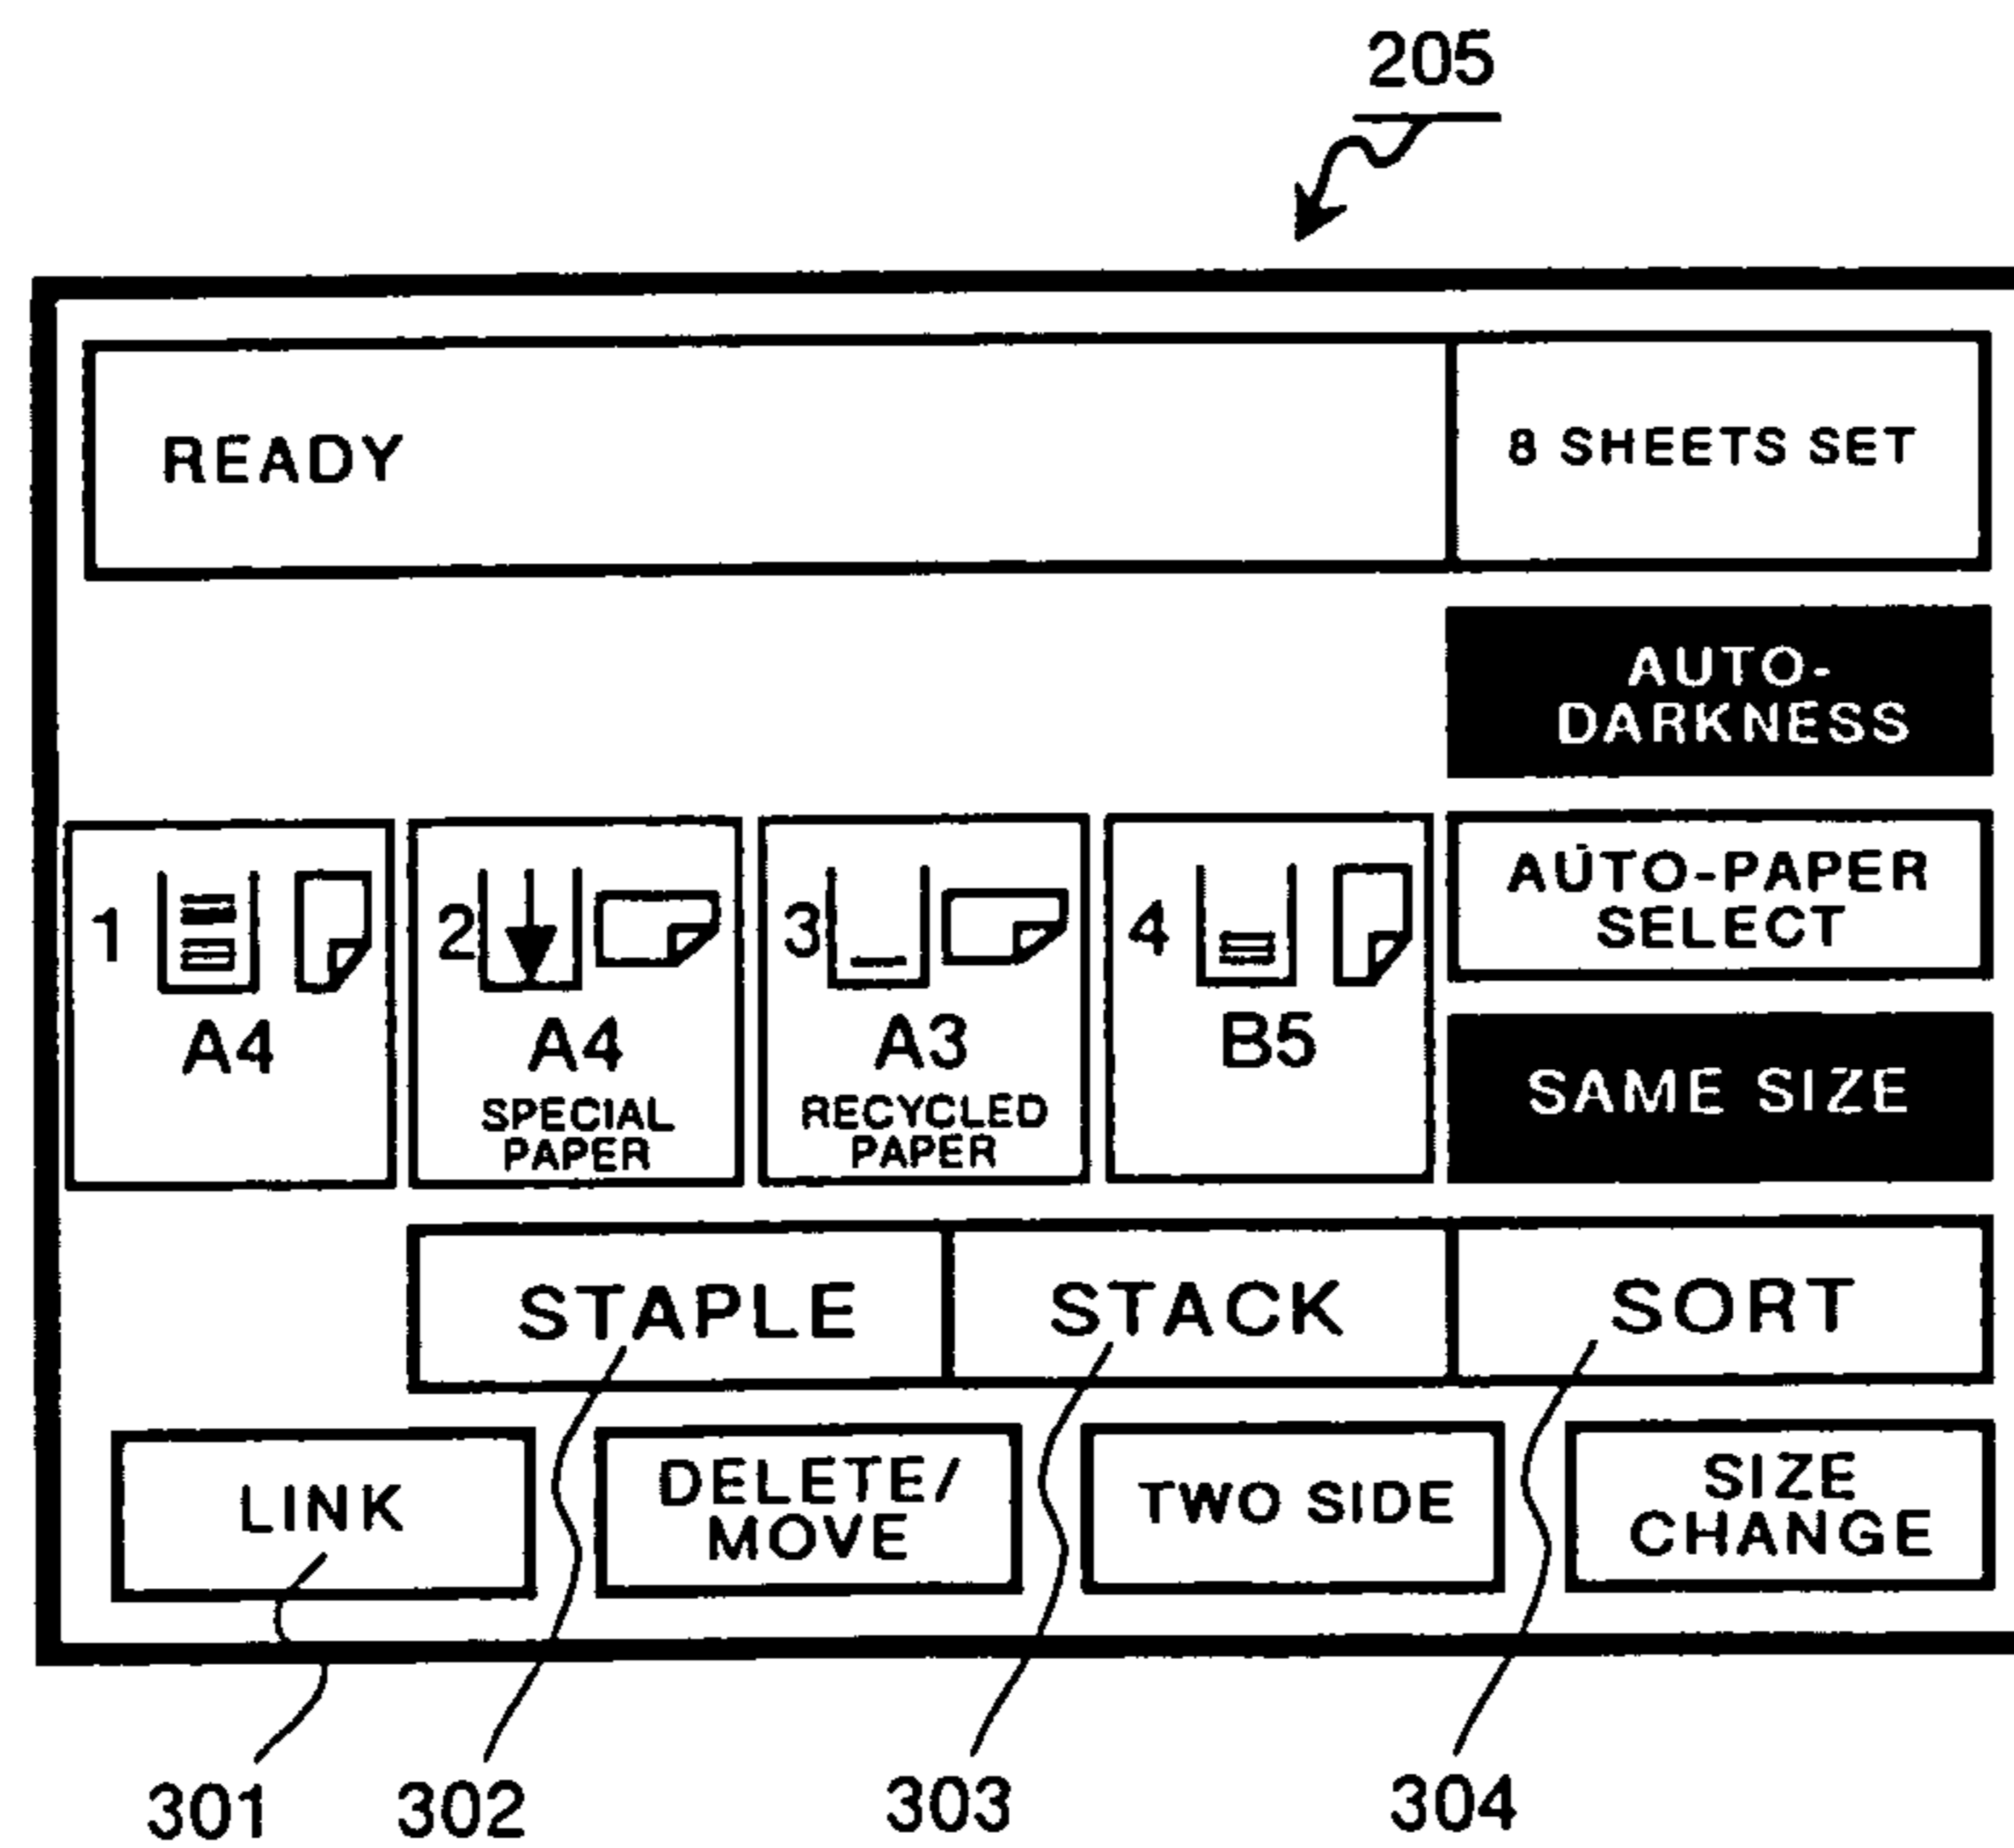 205
READY
8 SHEETS SET
AUTO-
DARKNESS
1
A4
2
A4
SPECIAL
PAPER
3
A3
RECYCLED
PAPER
4
B5
AUTO-PAPER
SELECT
SAME SIZE
STAPLE
STACK
SORT
LINK
DELETE/
MOVE
TWO SIDE
SIZE
CHANGE
301
302
303
304